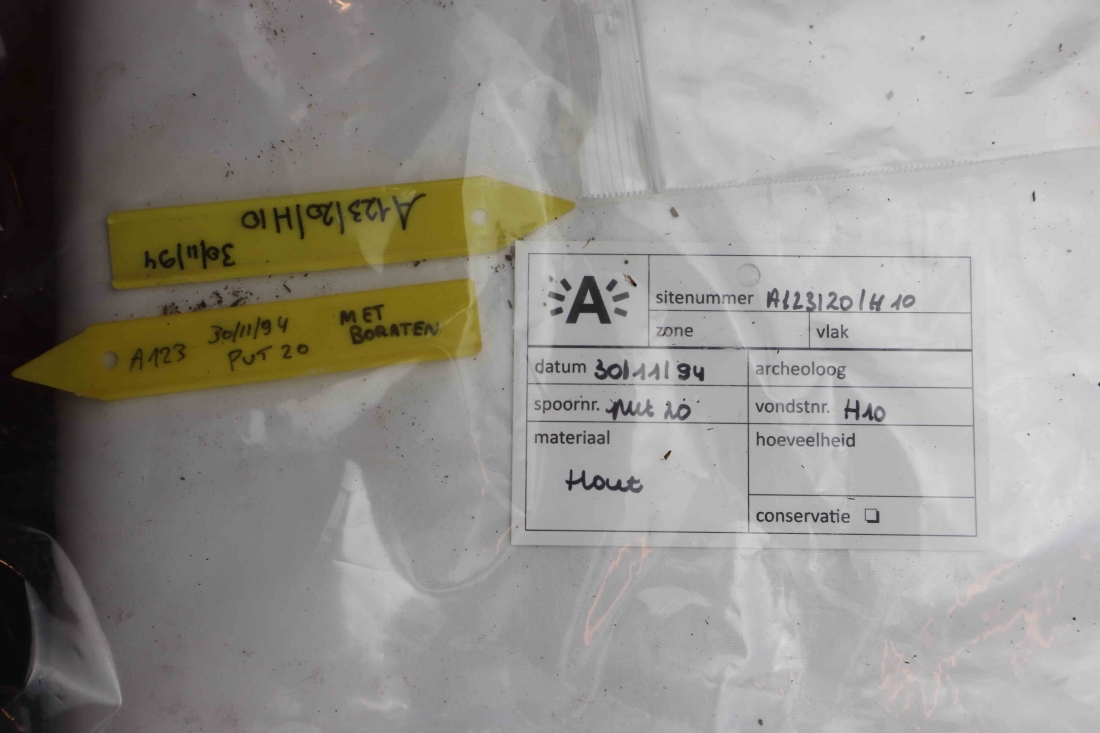 A123/20/H10
30/11/94
A123 30/11/94 PUT 20 MET BORATEN
A
sitenummer A123/20/H10
zone vlak
datum 30/11/94 archeoloog
spoornr. put 20 vondstnr. H10
materiaal hoeveelheid
Hout
conservatie